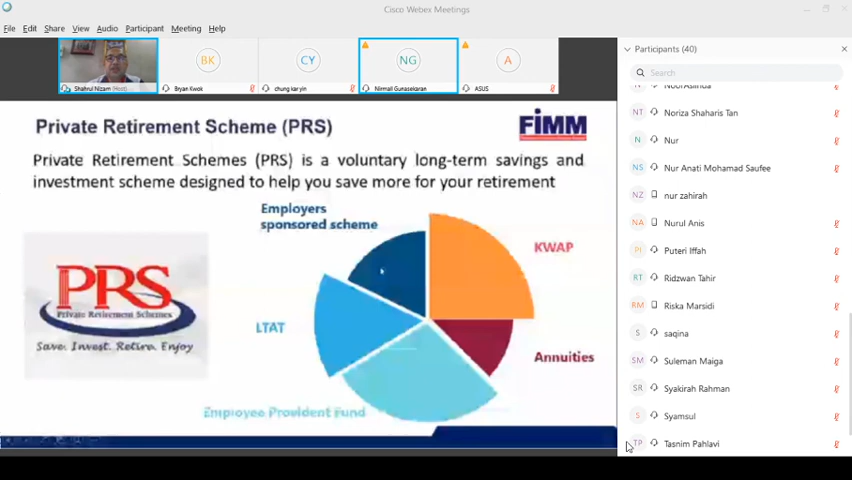 Cisco Webex Meetings
File Edit Share View Audio Participant Meeting Help
BK
CY
NG
A
Shahrul Nizam (Host)
Bryan Kwok
chung kar yin
Nirmall Gunasekaran
ASUS
Participants (40)
Search
NoorAslinda
NT Noriza Shaharis Tan
N Nur
NS Nur Anati Mohamad Saufee
NZ nur zahirah
NA Nurul Anis
PI Puteri Iffah
RT Ridzwan Tahir
RM Riska Marsidi
S saqina
SM Suleman Maiga
SR Syakirah Rahman
S Syamsul
TP Tasnim Pahlavi
Private Retirement Scheme (PRS)
FiMM
Private Retirement Schemes (PRS) is a voluntary long-term savings and
investment scheme designed to help you save more for your retirement
Employers
sponsored scheme
KWAP
PRS
Private Retirement Schemes
Save. Invest. Retire. Enjoy
LTAT
Annuities
Employee Provident Fund